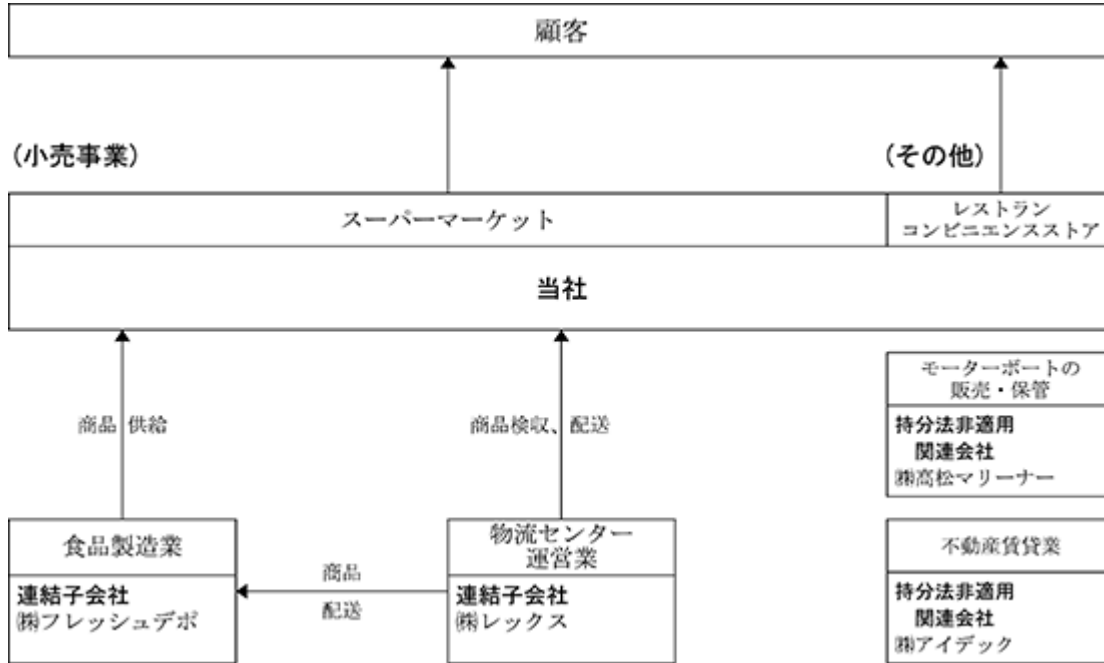 顧客
(小売事業)
(その他)
スーパーマーケット
レストラン
コンビニエンスストア
当社
商品 供給
商品検収、配送
モーターボートの
販売・保管
持分法非適用
関連会社
㈱高松マリーナー
食品製造業
連結子会社
㈱フレッシュデポ
商品
配送
物流センター
運営業
連結子会社
㈱レックス
不動産賃貸業
持分法非適用
関連会社
㈱アイデック